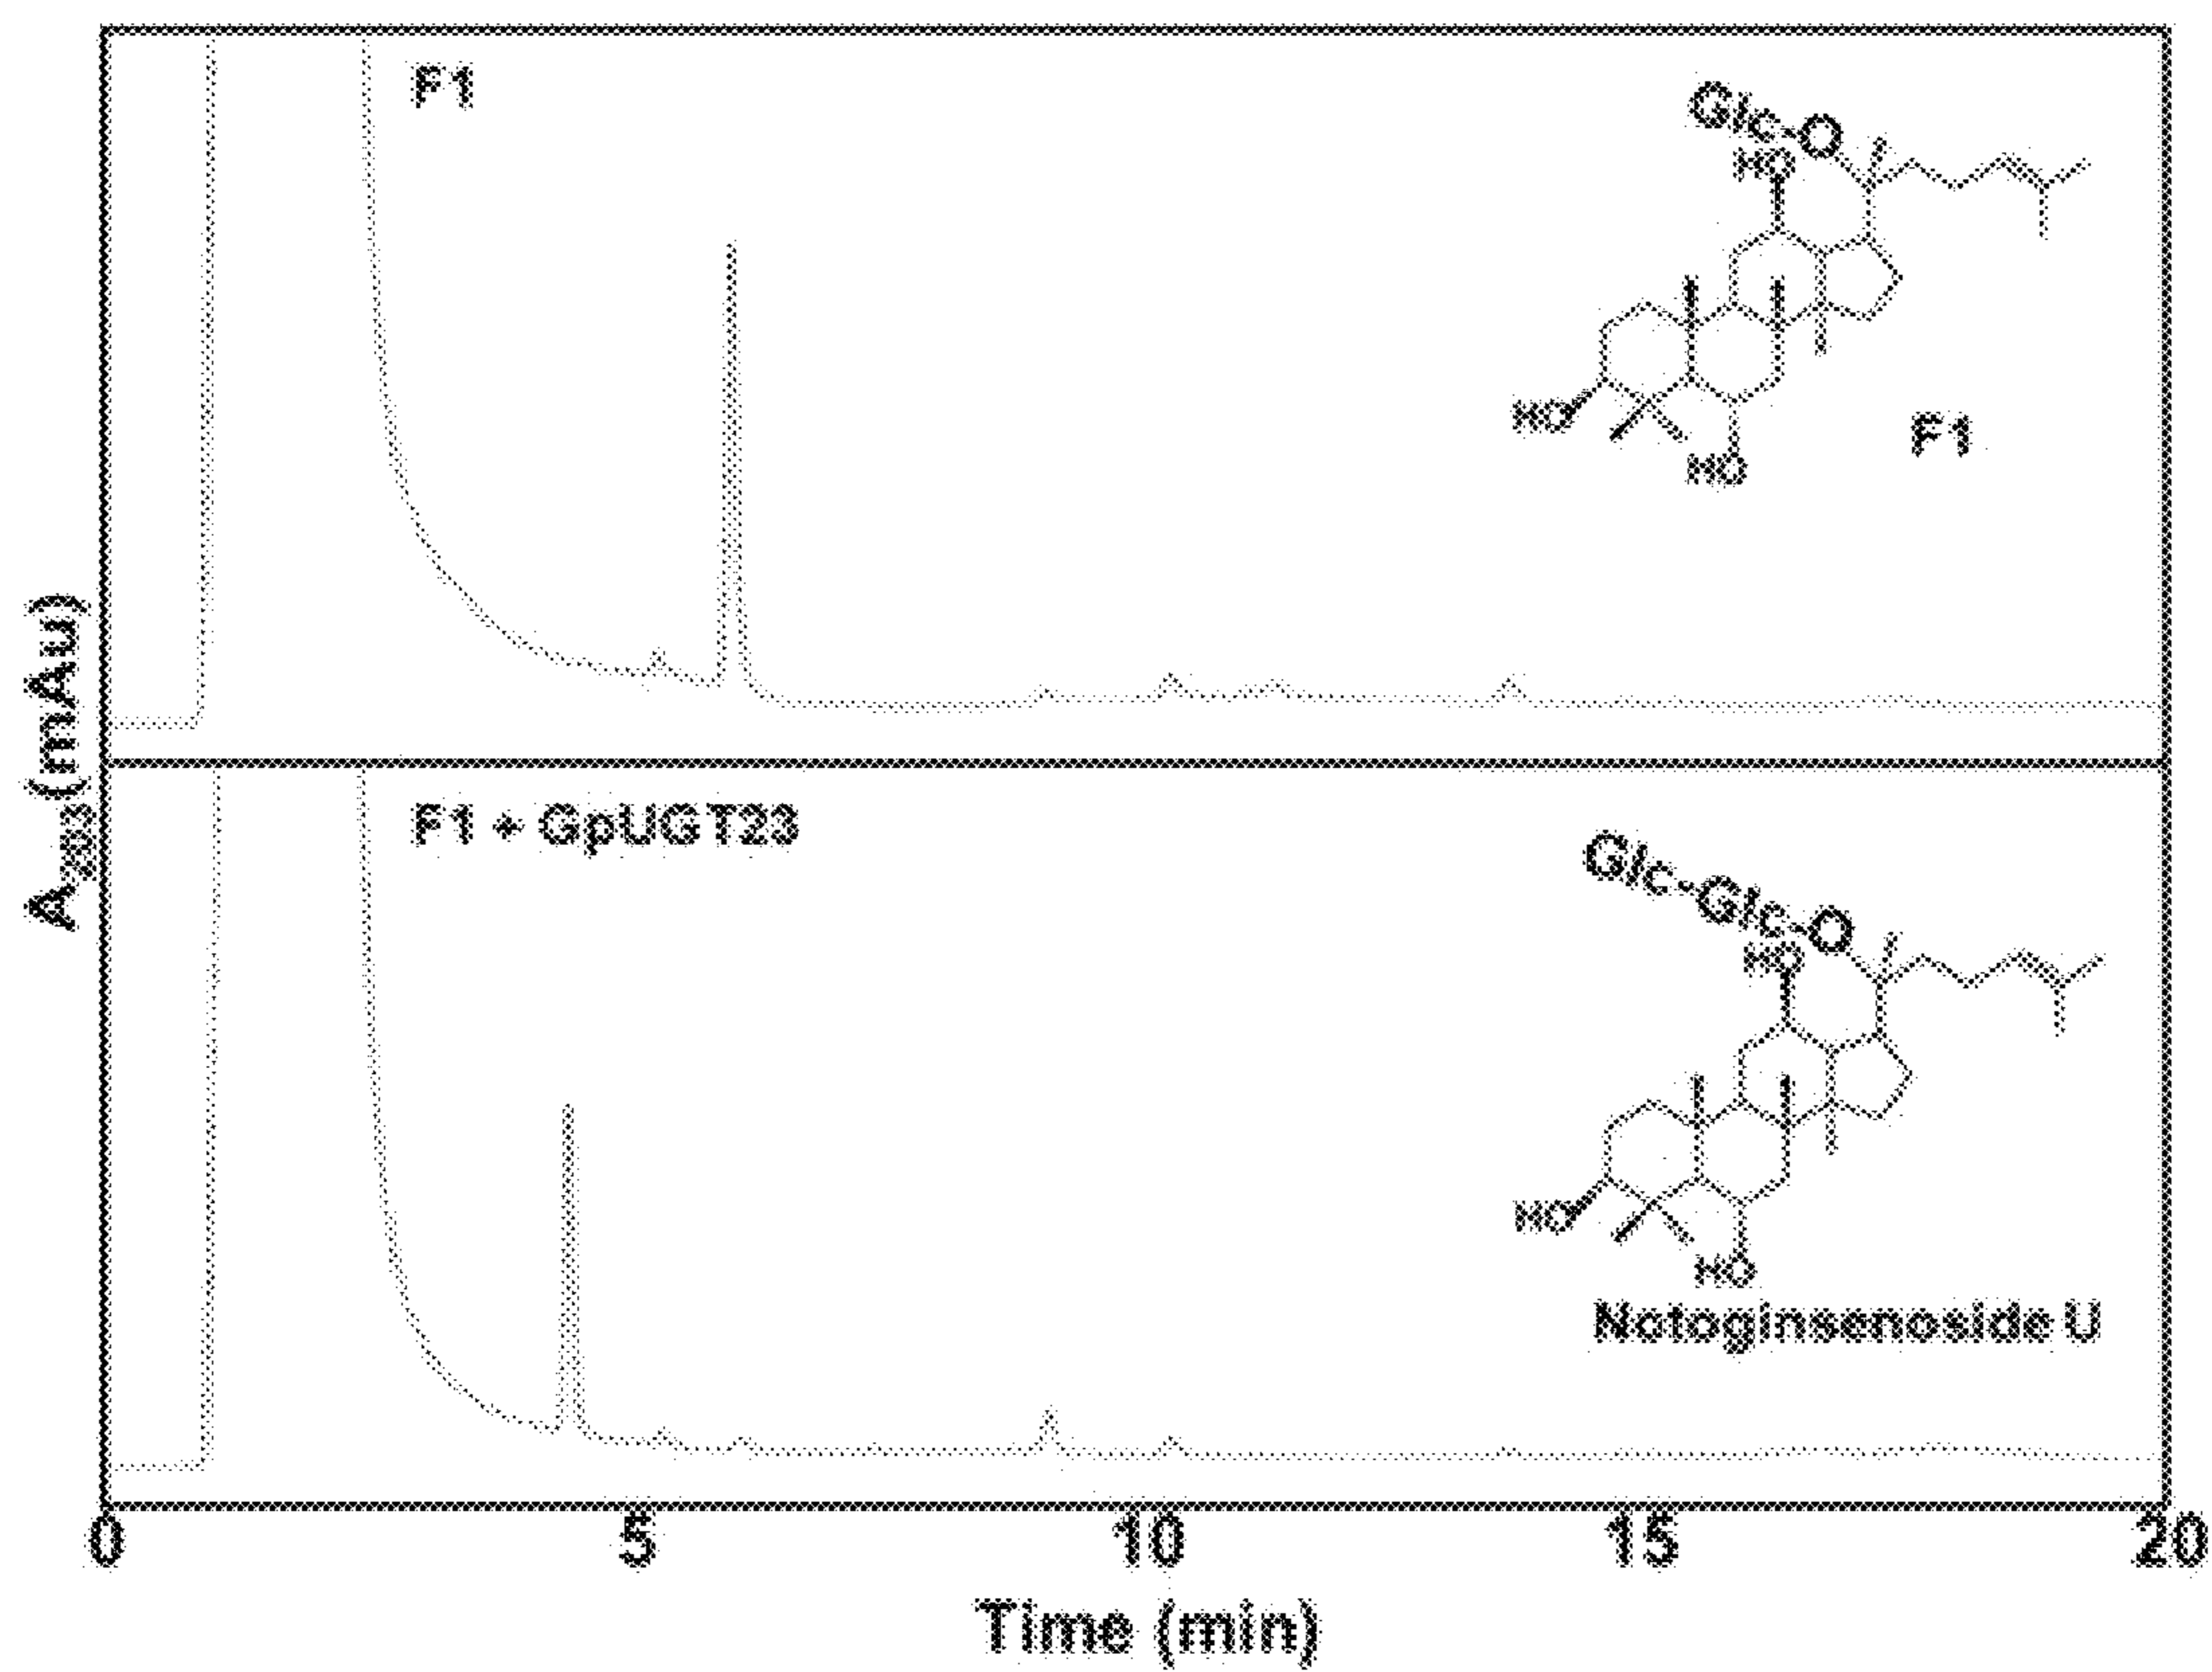 F1
Glc-O
HO
HO
F1
HO
A203 (mAu)
F1 + GpUGT23
Glc-Glc-O
HO
HO
HO
Notoginsenoside U
0 5 10 15 20
Time (min)